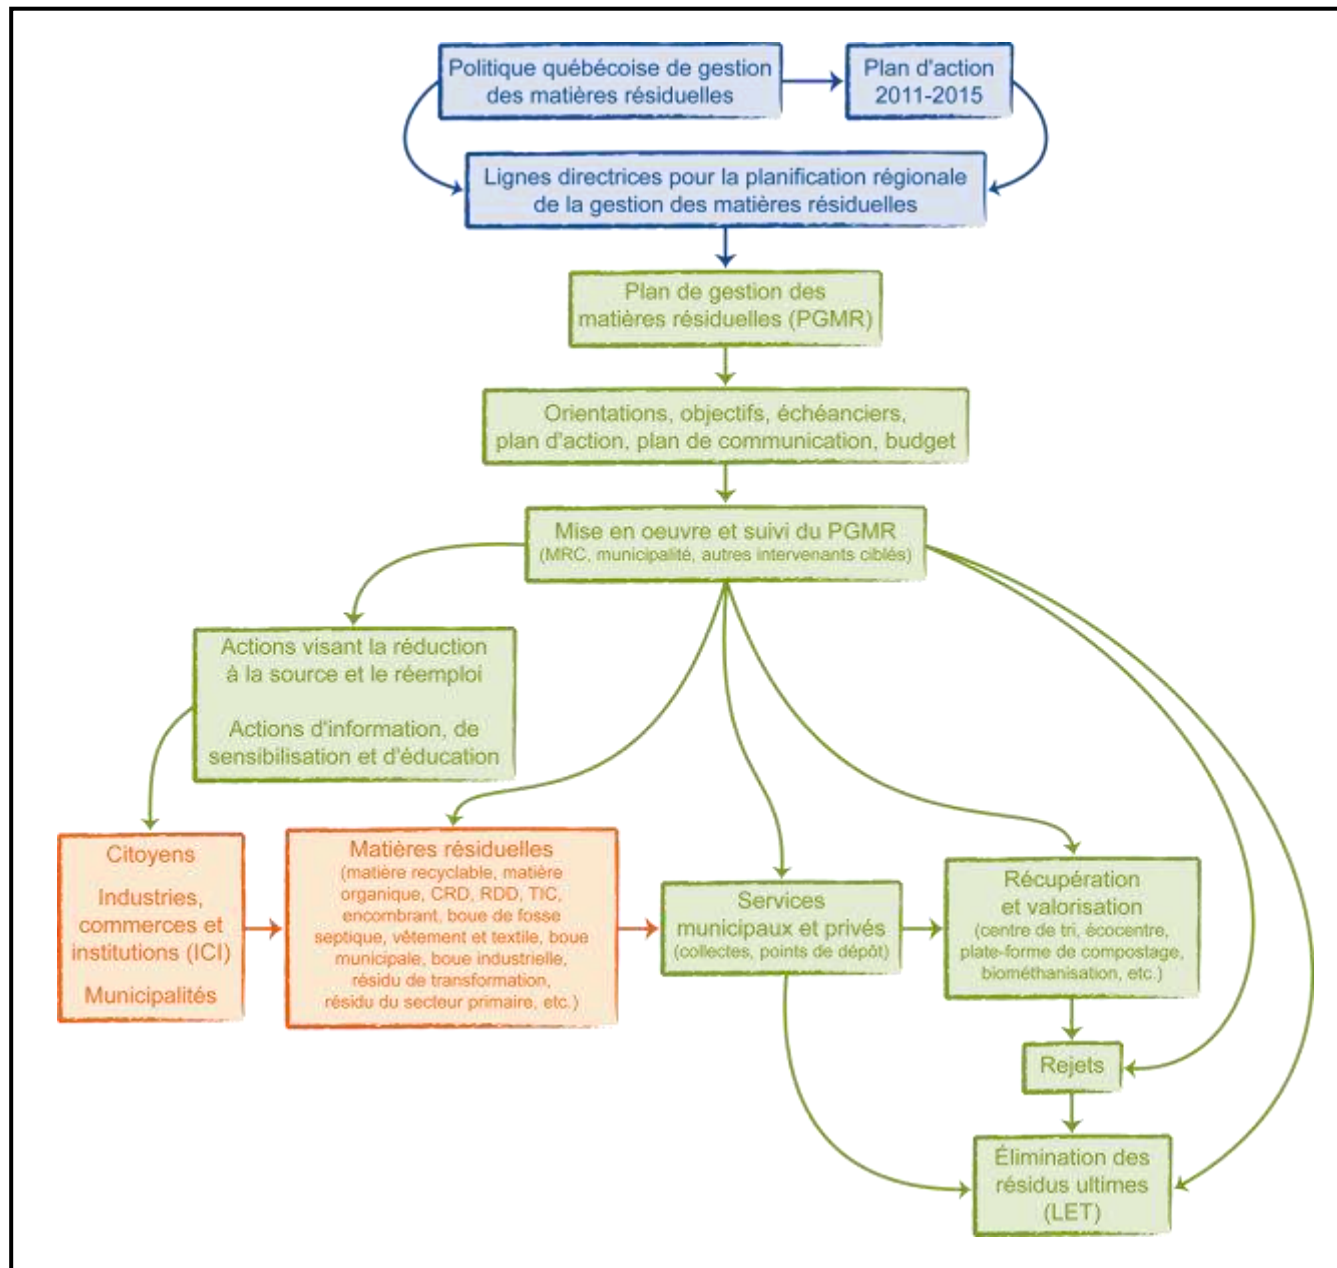 Politique québécoise de gestion
des matières résiduelles
Plan d'action
2011-2015
Lignes directrices pour la planification régionale
de la gestion des matières résiduelles
Plan de gestion des
matières résiduelles (PGMR)
Orientations, objectifs, échéanciers,
plan d'action, plan de communication, budget
Mise en oeuvre et suivi du PGMR
(MRC, municipalité, autres intervenants ciblés)
Actions visant la réduction
à la source et le réemploi
Actions d'information, de
sensibilisation et d'éducation
Citoyens
Industries,
commerces et
institutions (ICI)
Municipalités
Matières résiduelles
(matière recyclable, matière
organique, CRD, RDD, TIC,
encombrant, boue de fosse
septique, vêtement et textile, boue
municipale, boue industrielle,
résidu de transformation,
résidu du secteur primaire, etc.)
Services
municipaux et privés
(collectes, points de dépôt)
Récupération
et valorisation
(centre de tri, écocentre,
plate-forme de compostage,
biométhanisation, etc.)
Rejets
Élimination des
résidus ultimes
(LET)